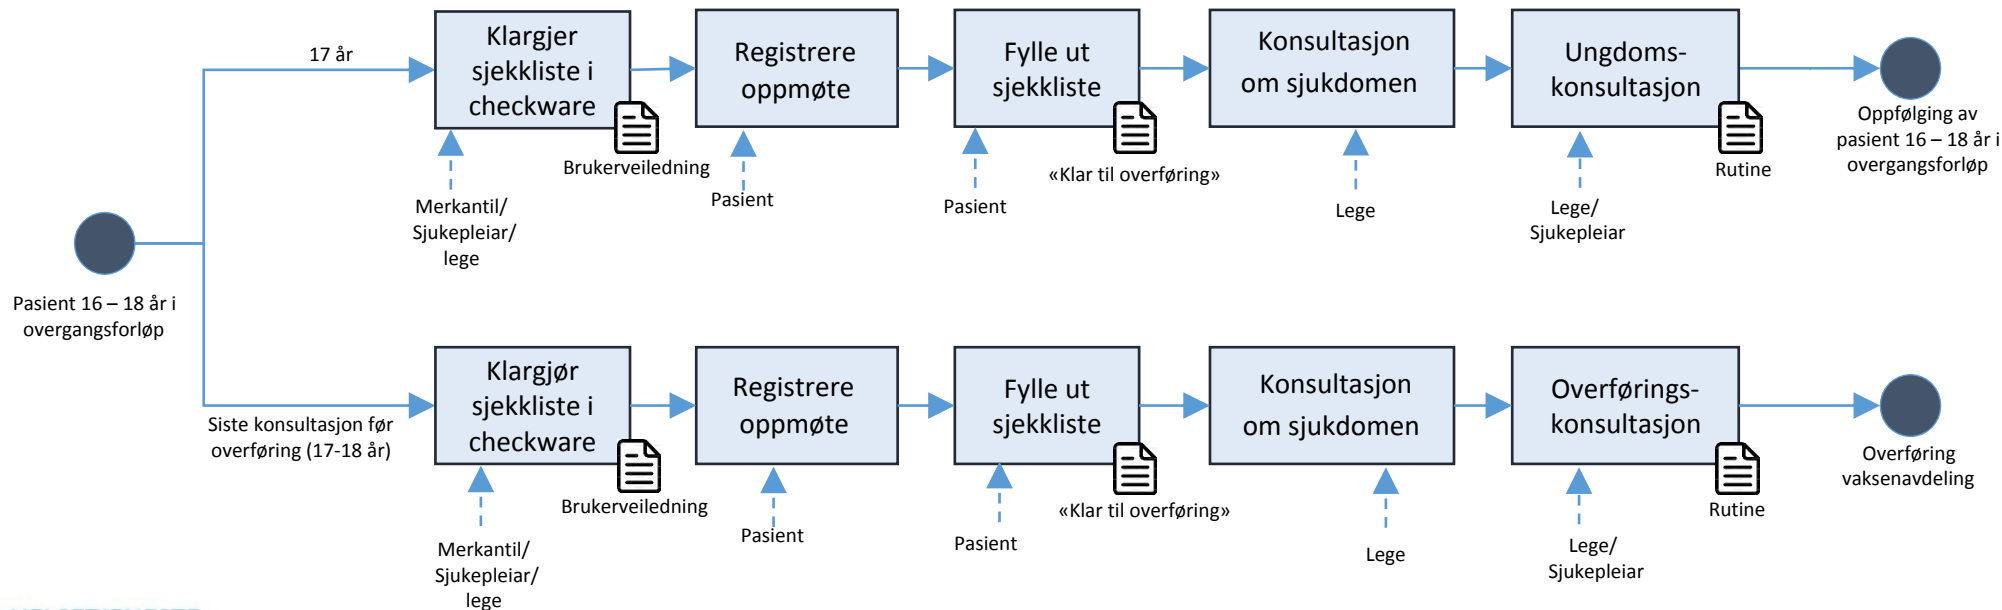 17 år
Klargjer
sjekkliste i
checkware
Brukerveiledning
Merkantil/
Sjukepleiar/
lege
Registrere
oppmøte
Pasient
Fylle ut
sjekkliste
«Klar til overføring»
Pasient
Konsultasjon
om sjukdomen
Lege
Ungdoms-
konsultasjon
Rutine
Lege/
Sjukepleiar
Oppfølging av
pasient 16 – 18 år i
overgangsforløp
Pasient 16 – 18 år i
overgangsforløp
Siste konsultasjon før
overføring (17-18 år)
Klargjør
sjekkliste i
checkware
Brukerveiledning
Merkantil/
Sjukepleiar/
lege
Registrere
oppmøte
Pasient
Fylle ut
sjekkliste
«Klar til overføring»
Pasient
Konsultasjon
om sjukdomen
Lege
Overførings-
konsultasjon
Rutine
Lege/
Sjukepleiar
Overføring
vaksenavdeling